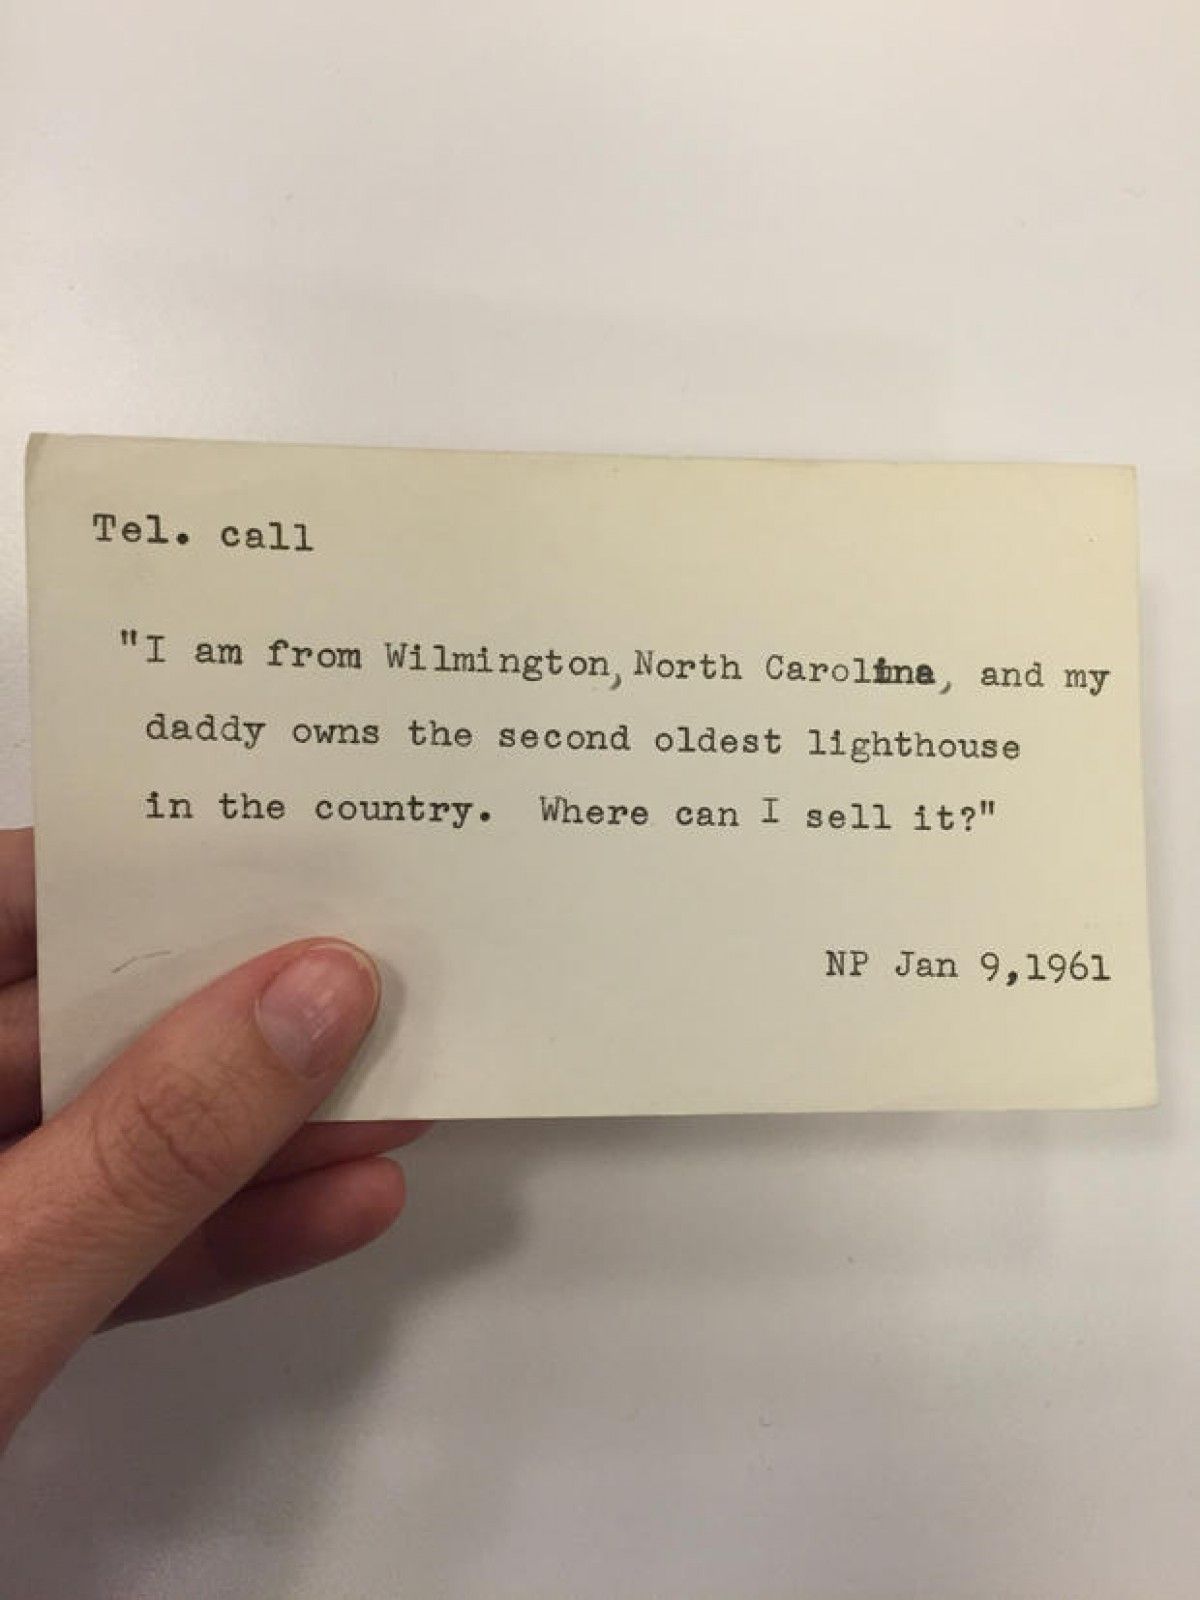 Tel. call
"I am from Wilmington, North Carolina, and my
daddy owns the second oldest lighthouse
in the country. Where can I sell it?"
NP Jan 9,1961